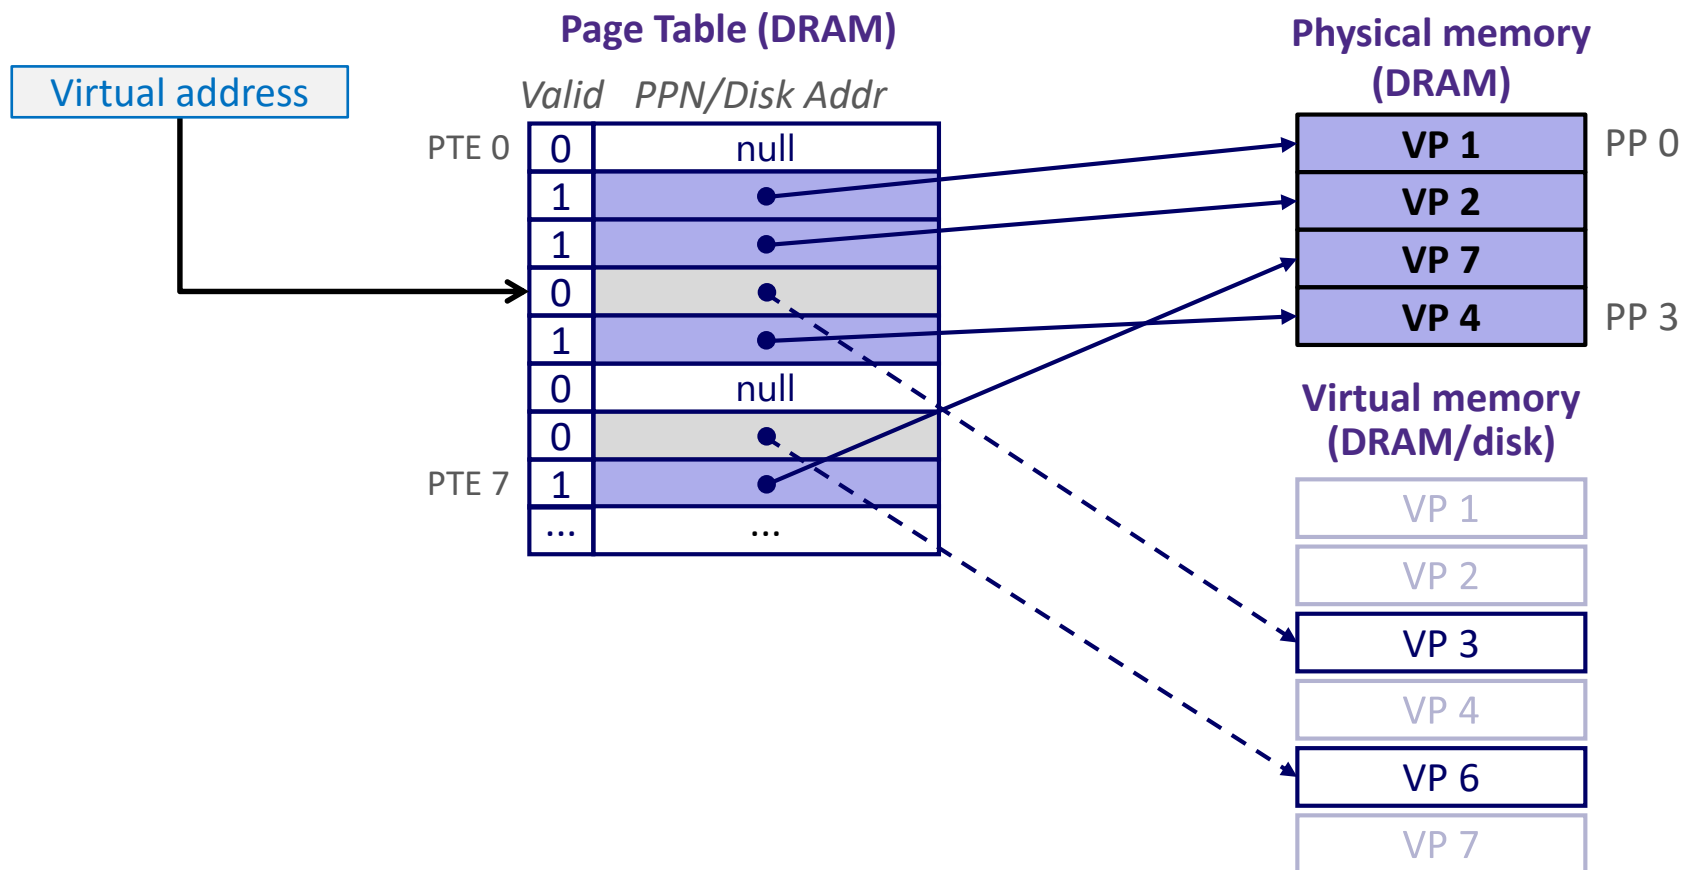 Page Table (DRAM)
Physical memory
(DRAM)
Virtual address
Valid PPN/Disk Addr
PTE 0 0 null
1
1
0
1
0 null
0
PTE 7 1
... ...
VP 1 PP 0
VP 2
VP 7
VP 4 PP 3
Virtual memory
(DRAM/disk)
VP 1
VP 2
VP 3
VP 4
VP 6
VP 7